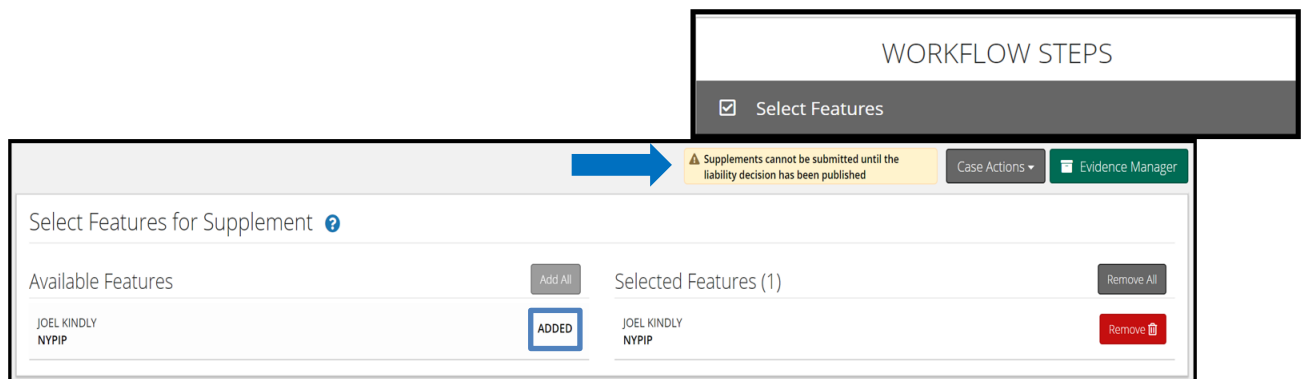 WORKFLOW STEPS
Select Features
Supplements cannot be submitted until the
liability decision has been published
Case Actions
Evidence Manager
Select Features for Supplement
Available Features
Add All
Selected Features (1)
Remove All
JOEL KINDLY
NYPIP
ADDED
JOEL KINDLY
NYPIP
Remove